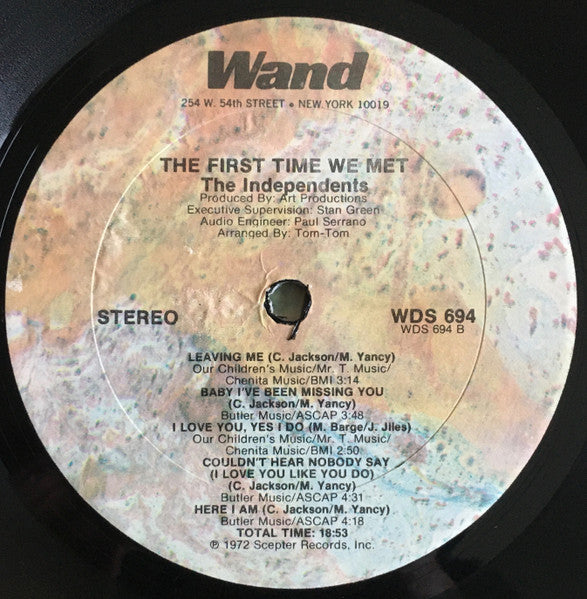 Wand
254 W. 54th STREET • NEW YORK 10019
THE FIRST TIME WE MET
The Independents
Produced By: Art Productions
Executive Supervision: Stan Green
Audio Engineer: Paul Serrano
Arranged By: Tom-Tom
STEREO
WDS 694
WDS 694 B
LEAVING ME (C. Jackson/M. Yancy)
Our Children's Music/Mr. T. Music/
Chenita Music/BMI 3:14
BABY I'VE BEEN MISSING YOU
(C. Jackson/M. Yancy)
Butler Music/ASCAP 3:48
I LOVE YOU, YES I DO (M. Barge/J. Jiles)
Our Children's Music/Mr. T. Music/
Chenita Music/BMI 2:50
COULDN'T HEAR NOBODY SAY
(I LOVE YOU LIKE YOU DO)
(C. Jackson/M. Yancy)
Butler Music/ASCAP 4:31
HERE I AM (C. Jackson/M. Yancy)
Butler Music/ASCAP 4:18
TOTAL TIME: 18:53
℗ 1972 Scepter Records, Inc.